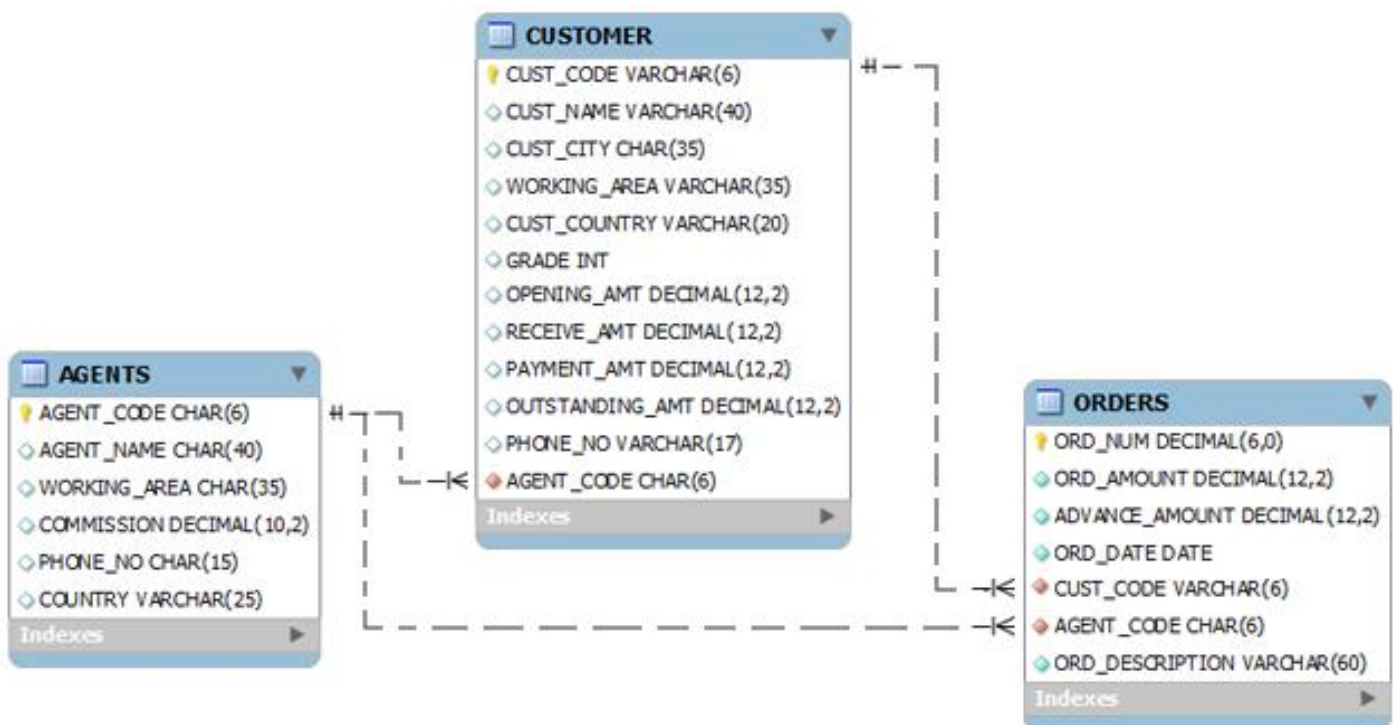 CUSTOMER
CUST_CODE VARCHAR(6)
CUST_NAME VARCHAR(40)
CUST_CITY CHAR(35)
WORKING_AREA VARCHAR(35)
CUST_COUNTRY VARCHAR(20)
GRADE INT
OPENING_AMT DECIMAL(12,2)
RECEIVE_AMT DECIMAL(12,2)
PAYMENT_AMT DECIMAL(12,2)
OUTSTANDING_AMT DECIMAL(12,2)
PHONE_NO VARCHAR(17)
AGENT_CODE CHAR(6)
Indexes
AGENTS
AGENT_CODE CHAR(6)
AGENT_NAME CHAR(40)
WORKING_AREA CHAR(35)
COMMISSION DECIMAL(10,2)
PHONE_NO CHAR(15)
COUNTRY VARCHAR(25)
Indexes
ORDERS
ORD_NUM DECIMAL(6,0)
ORD_AMOUNT DECIMAL(12,2)
ADVANCE_AMOUNT DECIMAL(12,2)
ORD_DATE DATE
CUST_CODE VARCHAR(6)
AGENT_CODE CHAR(6)
ORD_DESCRIPTION VARCHAR(60)
Indexes